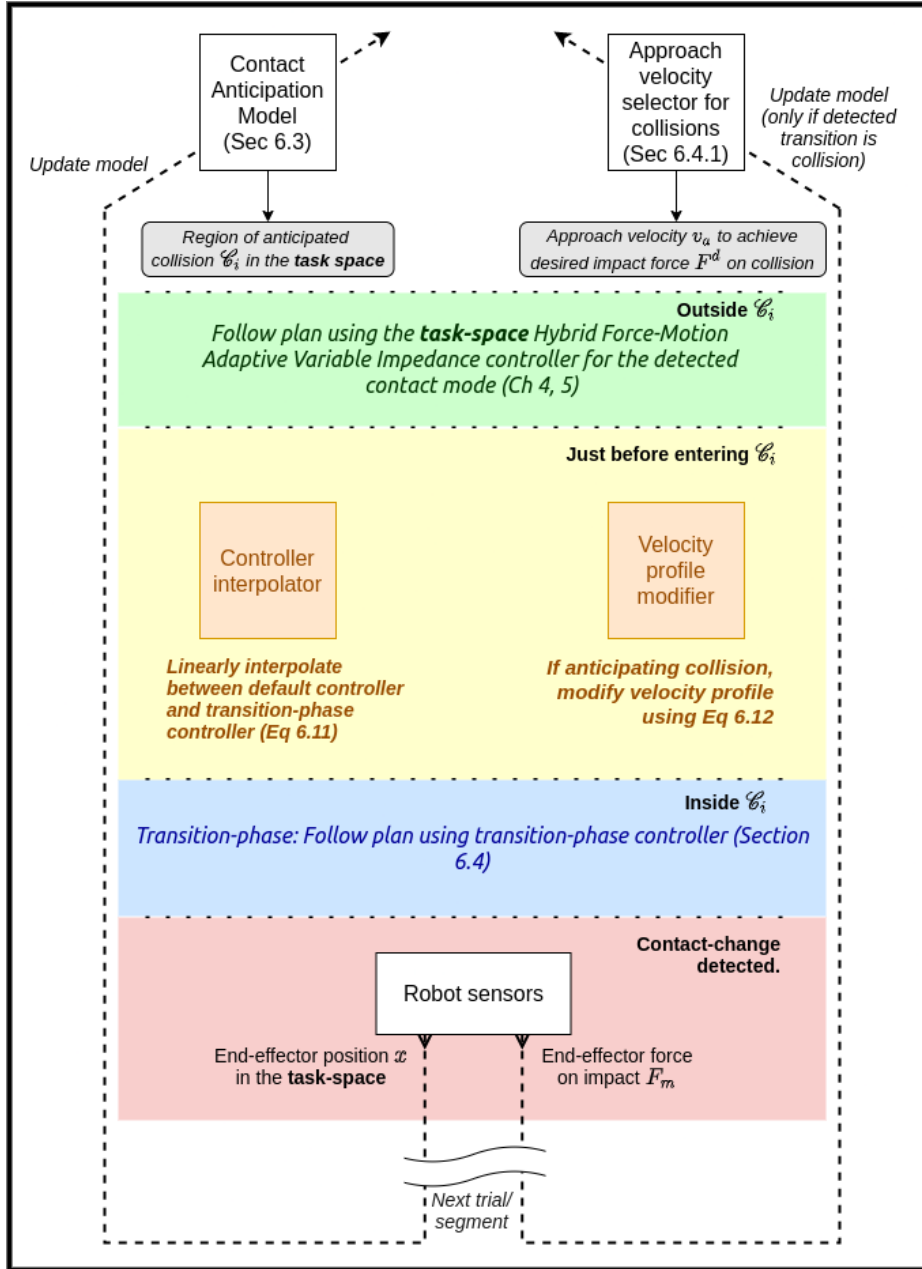 Contact
Anticipation
Model
(Sec 6.3)
Approach
velocity
selector for
collisions
(Sec 6.4.1)
Update model
(only if detected
transition is
collision)
Update model
Region of anticipated
collision 𝒞ᵢ in the task space
Approach velocity vₐ to achieve
desired impact force Fᵈ on collision
Outside 𝒞ᵢ
Follow plan using the task-space Hybrid Force-Motion
Adaptive Variable Impedance controller for the detected
contact mode (Ch 4, 5)
Just before entering 𝒞ᵢ
Controller
interpolator
Velocity
profile
modifier
Linearly interpolate
between default controller
and transition-phase
controller (Eq 6.11)
If anticipating collision,
modify velocity profile
using Eq 6.12
Inside 𝒞ᵢ
Transition-phase: Follow plan using transition-phase controller (Section
6.4)
Contact-change
detected.
Robot sensors
End-effector position x
in the task-space
End-effector force
on impact Fₘ
Next trial/
segment